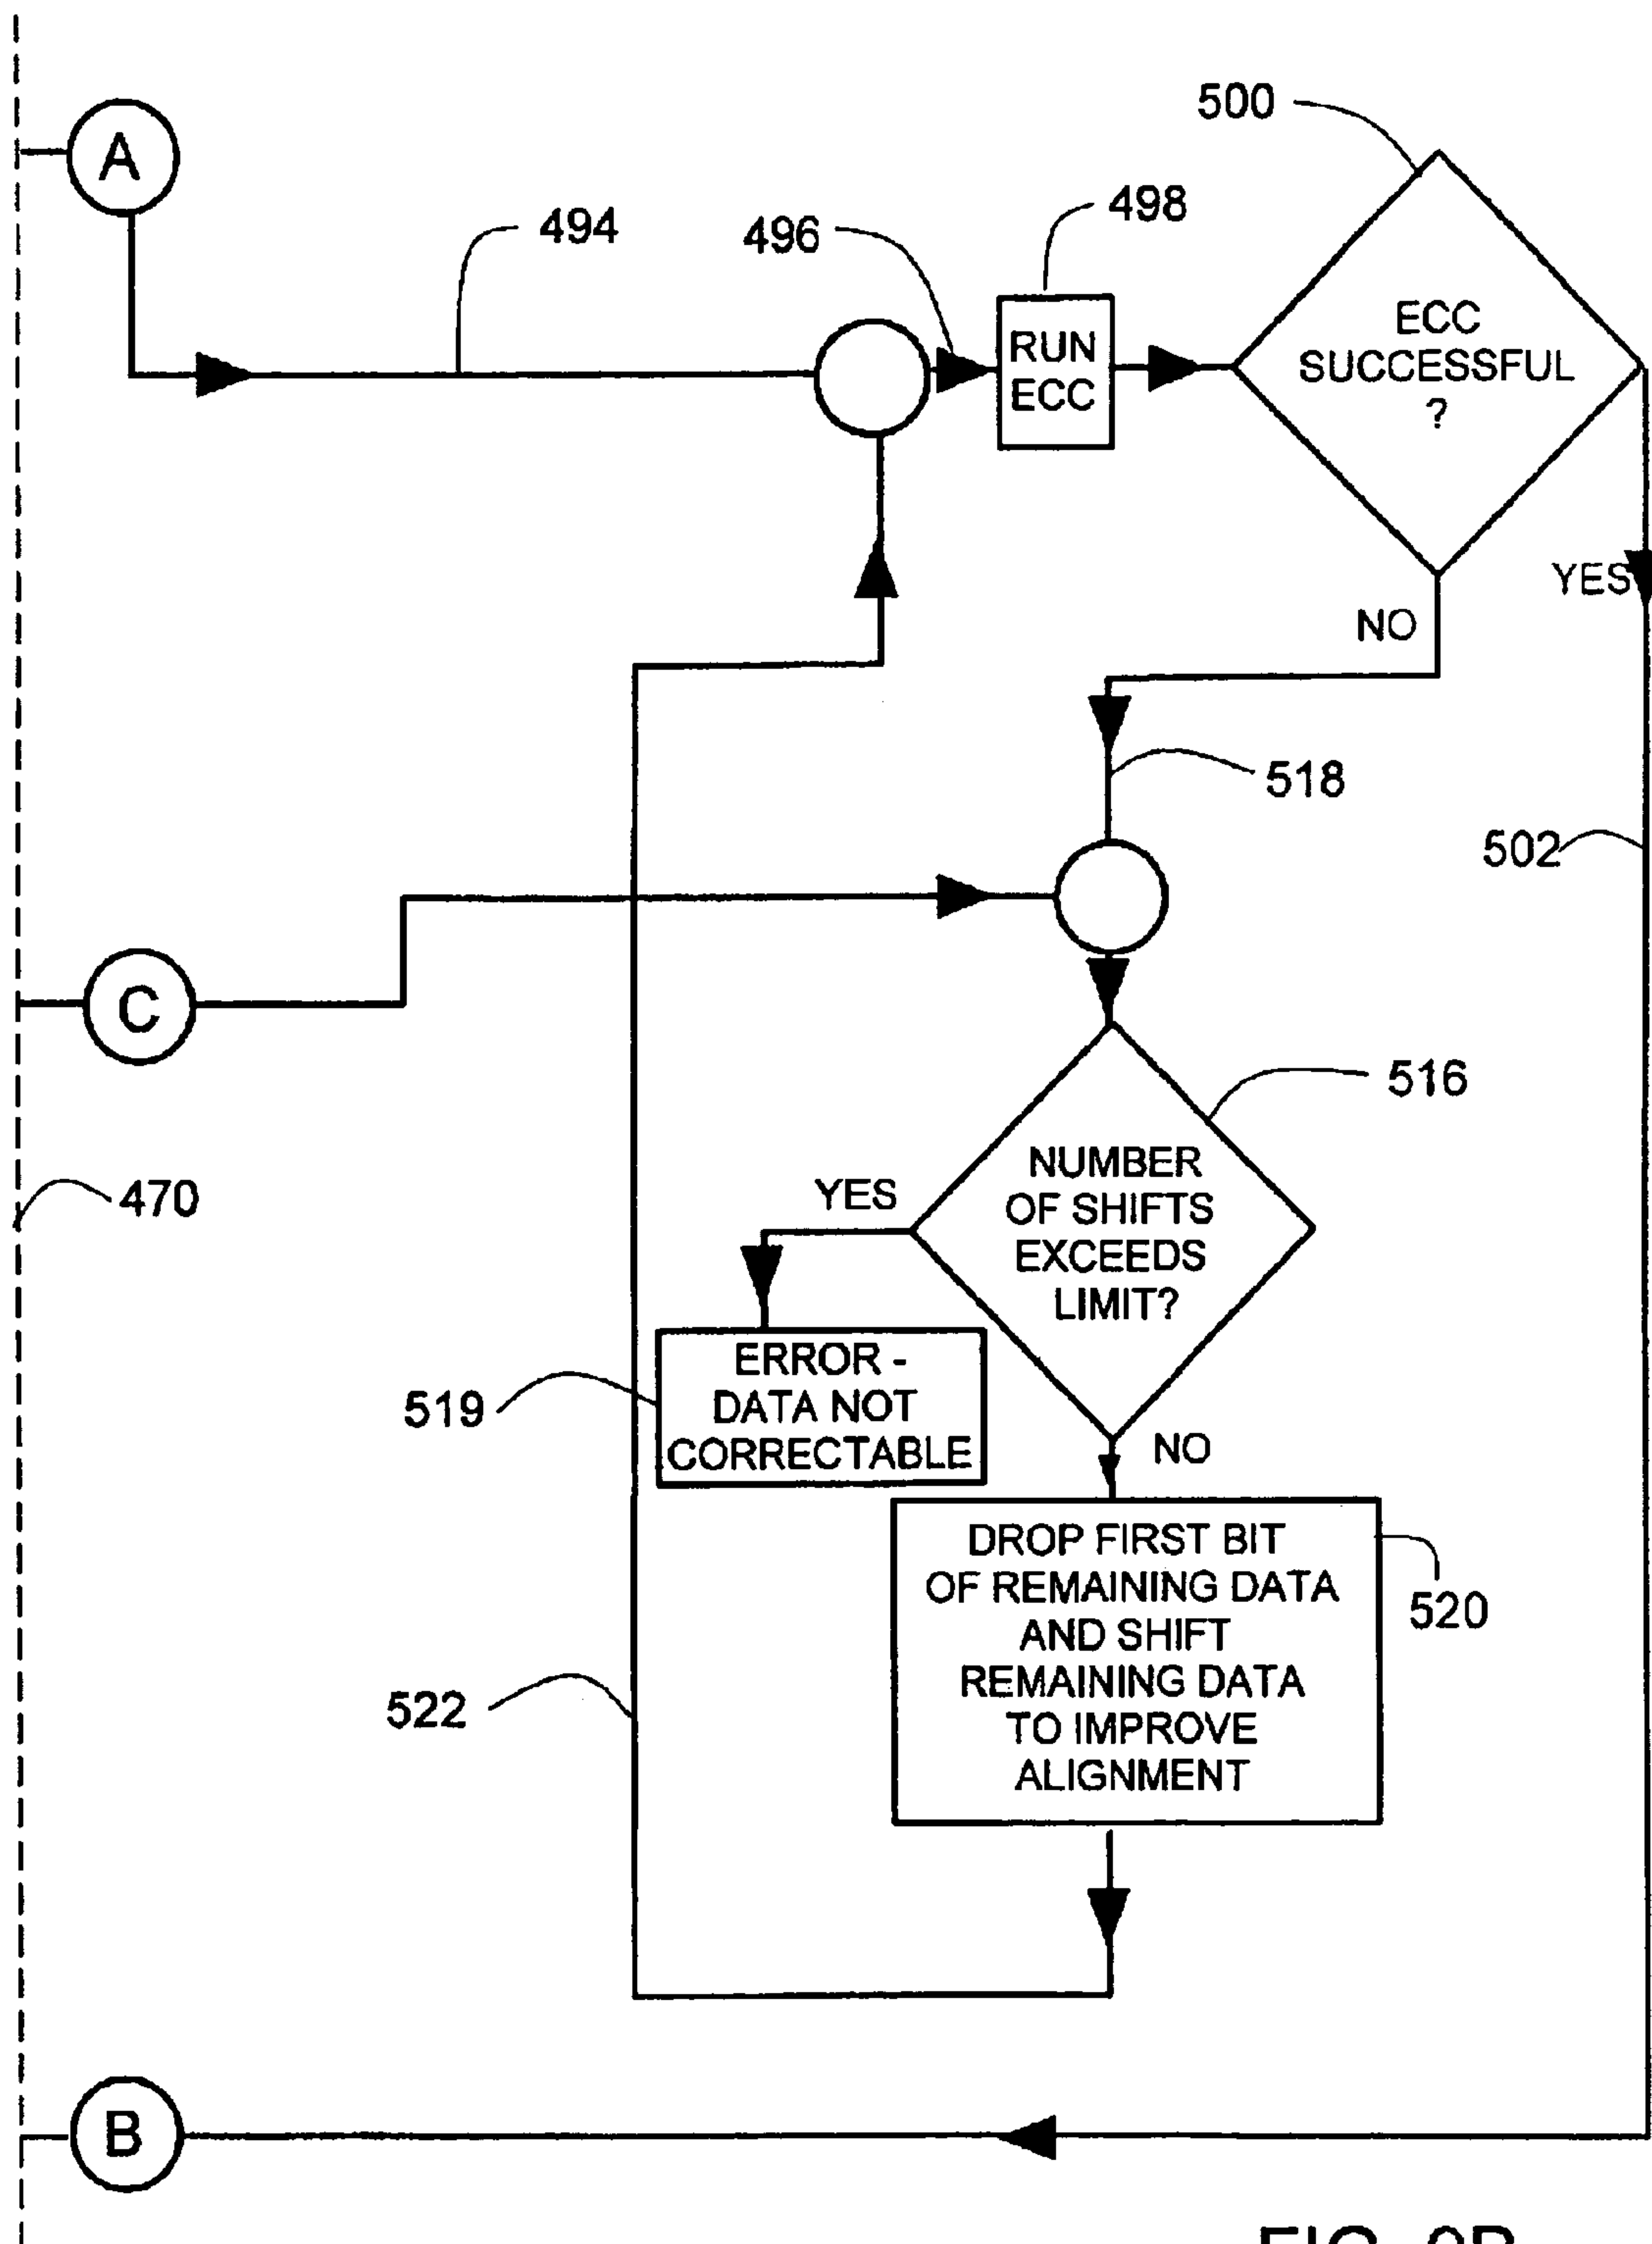 500
A
494
496
498
RUN
ECC
ECC
SUCCESSFUL
?
YES
NO
518
502
C
516
470
NUMBER
OF SHIFTS
EXCEEDS
LIMIT?
YES
519
ERROR -
DATA NOT
CORRECTABLE
NO
DROP FIRST BIT
OF REMAINING DATA
AND SHIFT
REMAINING DATA
TO IMPROVE
ALIGNMENT
520
522
B